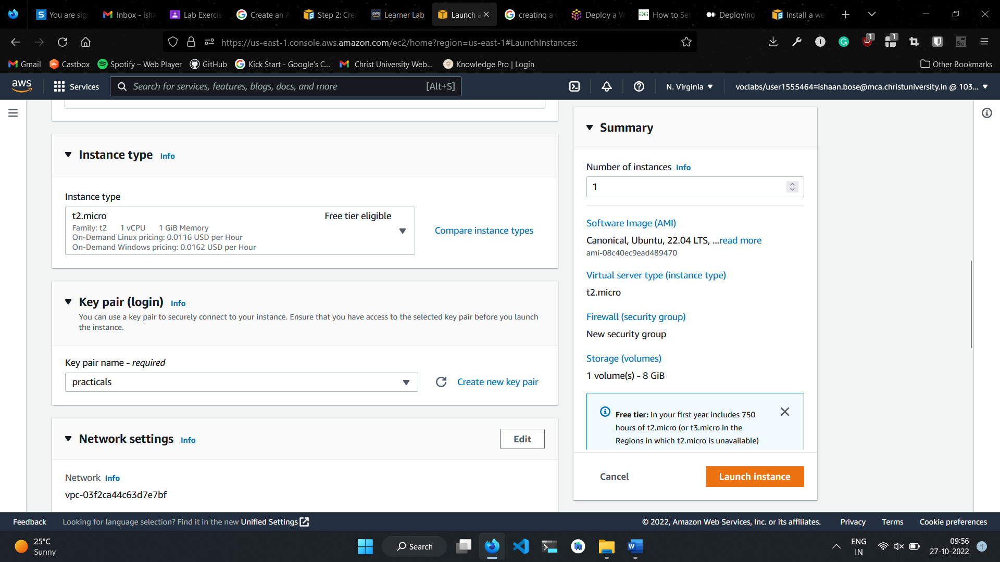 You are sig
Inbox - isha
Lab Exercis
Create an A
Step 2: Cre
Learner Lab
Launch a
creating a v
Deploy a W
How to Set
Deploying
Install a we
https://us-east-1.console.aws.amazon.com/ec2/home?region=us-east-1#LaunchInstances:
1
1
Gmail
Castbox
Spotify – Web Player
GitHub
Kick Start - Google's C...
Christ University Web...
Knowledge Pro | Login
Other Bookmarks
aws
Services
Search for services, features, blogs, docs, and more
[Alt+S]
N. Virginia
voclabs/user1555464=ishaan.bose@mca.christuniversity.in @ 103...
Instance type Info
Instance type
t2.micro
Free tier eligible
Family: t2 1 vCPU 1 GiB Memory
On-Demand Linux pricing: 0.0116 USD per Hour
On-Demand Windows pricing: 0.0162 USD per Hour
Compare instance types
Key pair (login) Info
You can use a key pair to securely connect to your instance. Ensure that you have access to the selected key pair before you launch
the instance.
Key pair name - required
practicals
Create new key pair
Network settings Info
Edit
Network Info
vpc-03f2ca44c63d7e7bf
Summary
Number of instances Info
1
Software Image (AMI)
Canonical, Ubuntu, 22.04 LTS, ...read more
ami-08c40ec9ead489470
Virtual server type (instance type)
t2.micro
Firewall (security group)
New security group
Storage (volumes)
1 volume(s) - 8 GiB
Free tier: In your first year includes 750
hours of t2.micro (or t3.micro in the
Regions in which t2.micro is unavailable)
Cancel
Launch instance
Feedback
Looking for language selection? Find it in the new Unified Settings
© 2022, Amazon Web Services, Inc. or its affiliates.
Privacy
Terms
Cookie preferences
25°C
Sunny
Search
ENG
IN
09:56
27-10-2022
1